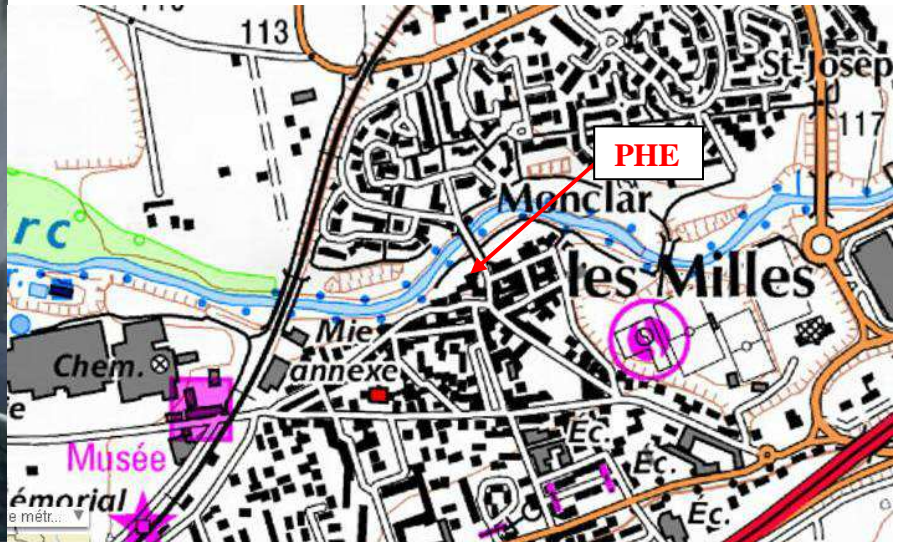 113
St-Josep
117
PHE
Monclar
rc
les Milles
Mie
annexe
Chem.
e
Musée
émorial
e métr...
Éc.
Éc.
Éc.